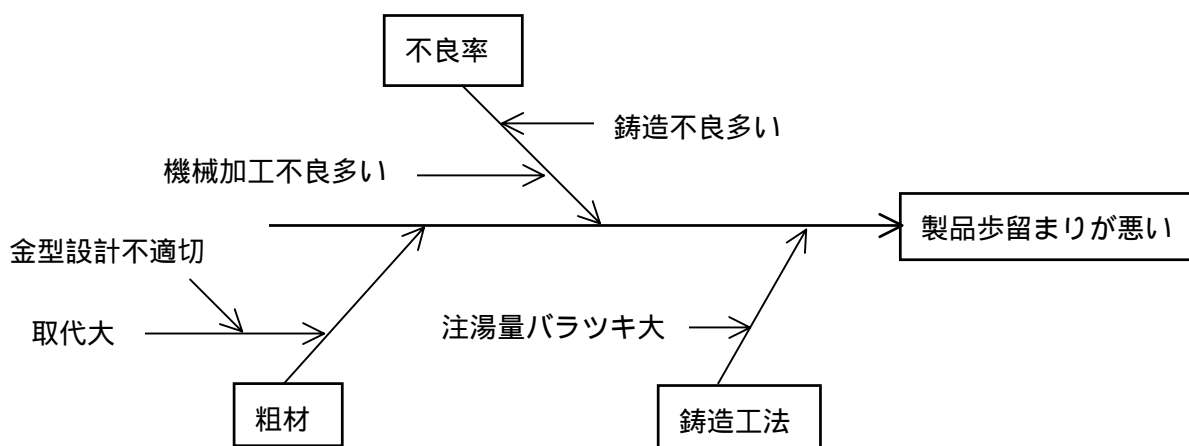 不良率
鋳造不良多い
機械加工不良多い
製品歩留まりが悪い
金型設計不適切
取代大
注湯量バラツキ大
粗材
鋳造工法